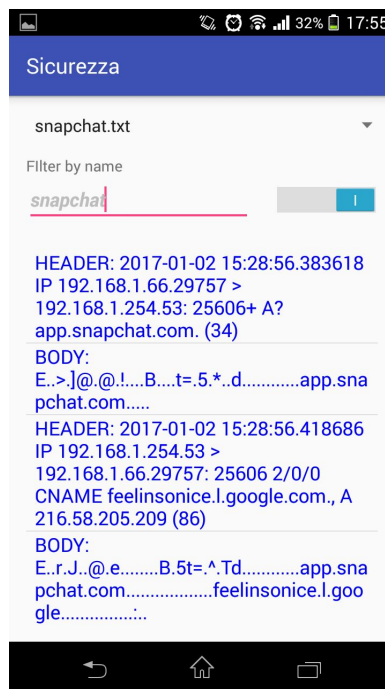 32% 17:55
Sicurezza
snapchat.txt
FIlter by name
snapchat
HEADER: 2017-01-02 15:28:56.383618
IP 192.168.1.66.29757 >
192.168.1.254.53: 25606+ A?
app.snapchat.com. (34)
BODY:
E..>.]@.@.!....B....t=.5.*..d............app.sna
pchat.com.....
HEADER: 2017-01-02 15:28:56.418686
IP 192.168.1.254.53 >
192.168.1.66.29757: 25606 2/0/0
CNAME feelinsonice.l.google.com., A
216.58.205.209 (86)
BODY:
E..r.J..@.e........B.5t=.^.Td............app.sna
pchat.com..................feelinsonice.l.goo
gle...............:..